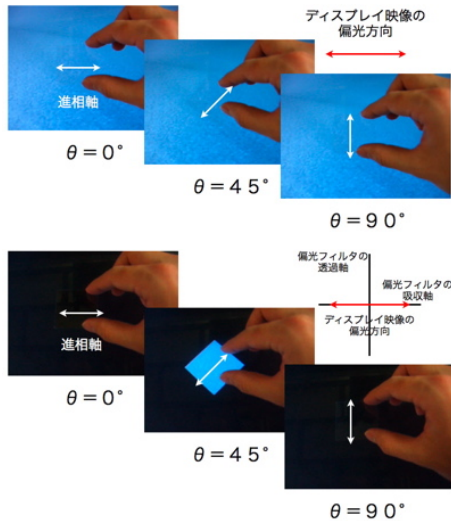 ディスプレイ映像の
偏光方向
進相軸
θ＝0°
θ＝４５°
θ＝９０°
偏光フィルタの
透過軸
偏光フィルタの
吸収軸
ディスプレイ映像の
偏光方向
進相軸
θ＝0°
θ＝４５°
θ＝９０°